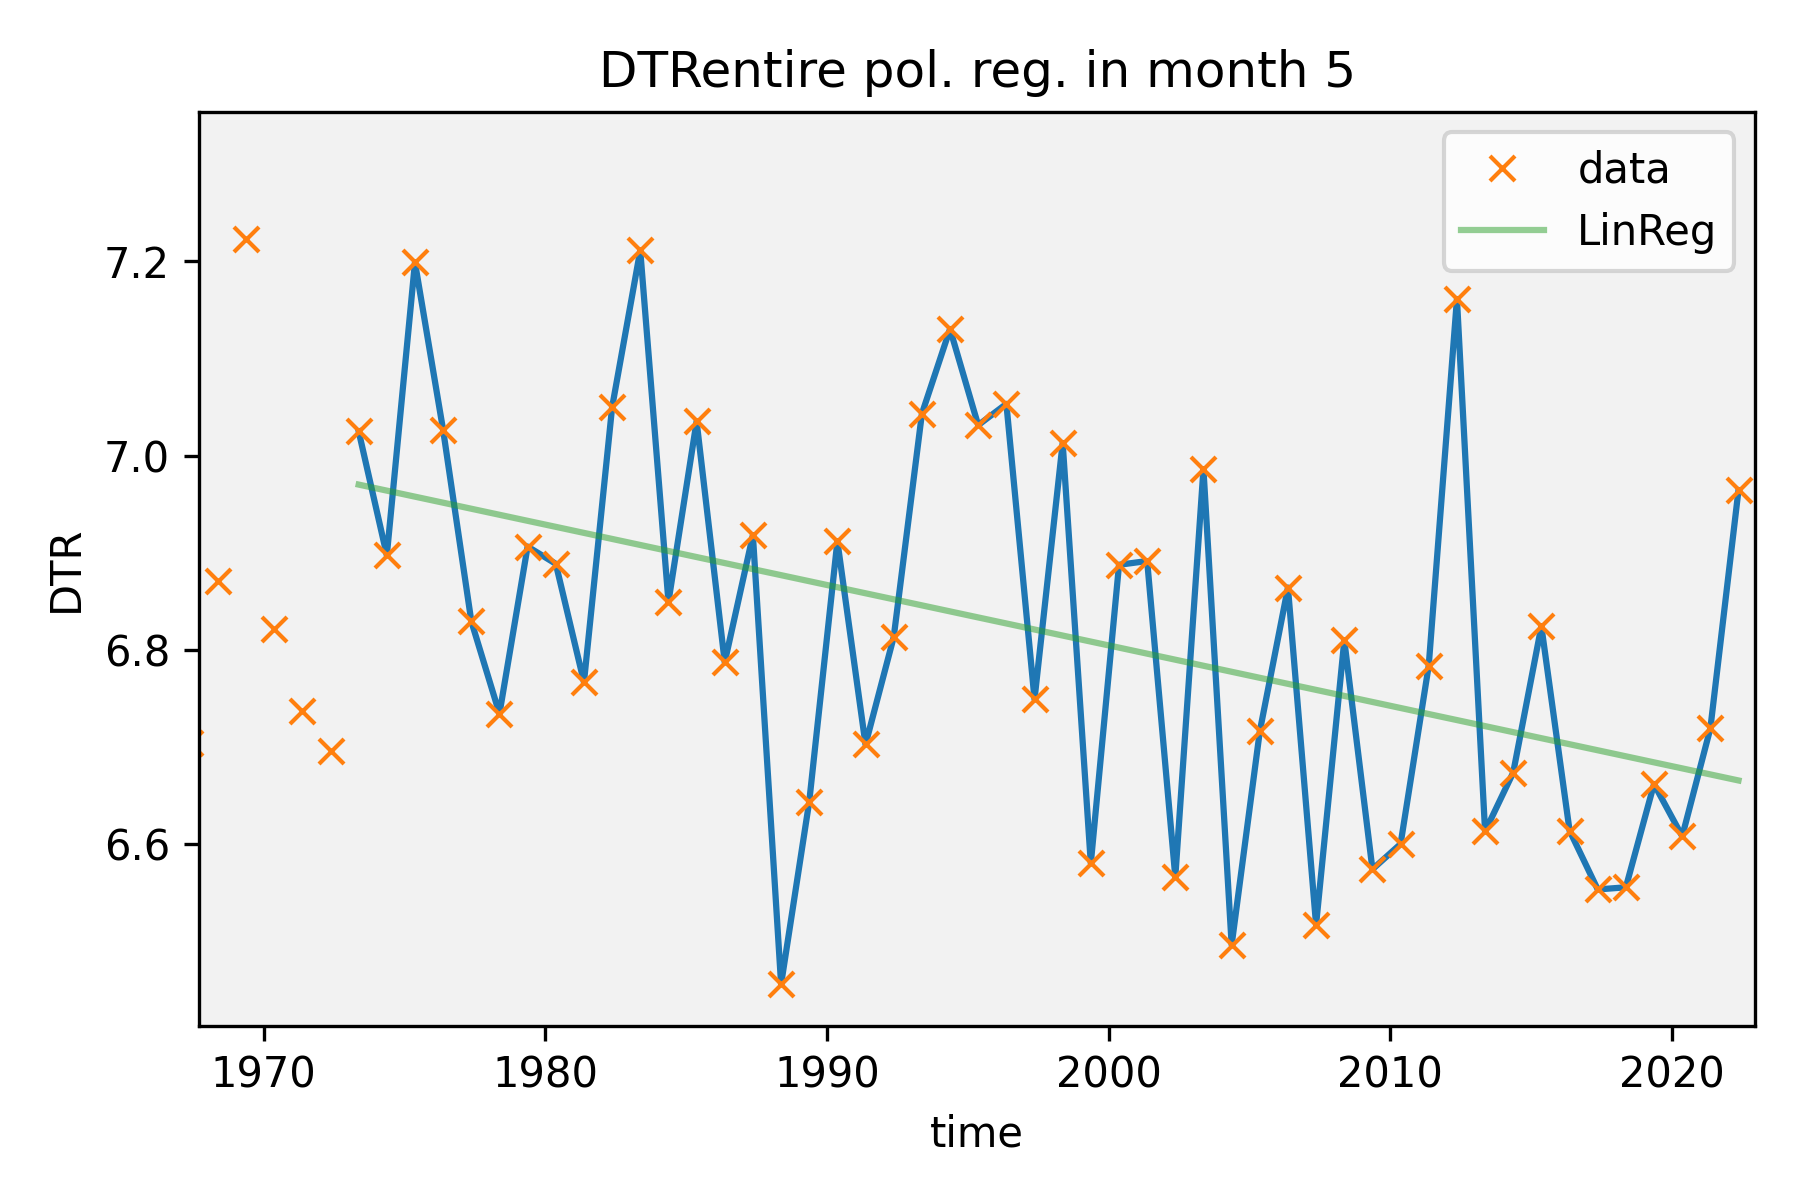 DTRentire pol. reg. in month 5
data
LinReg
DTR
7.2
7.0
6.8
6.6
1970 1980 1990 2000 2010 2020
time